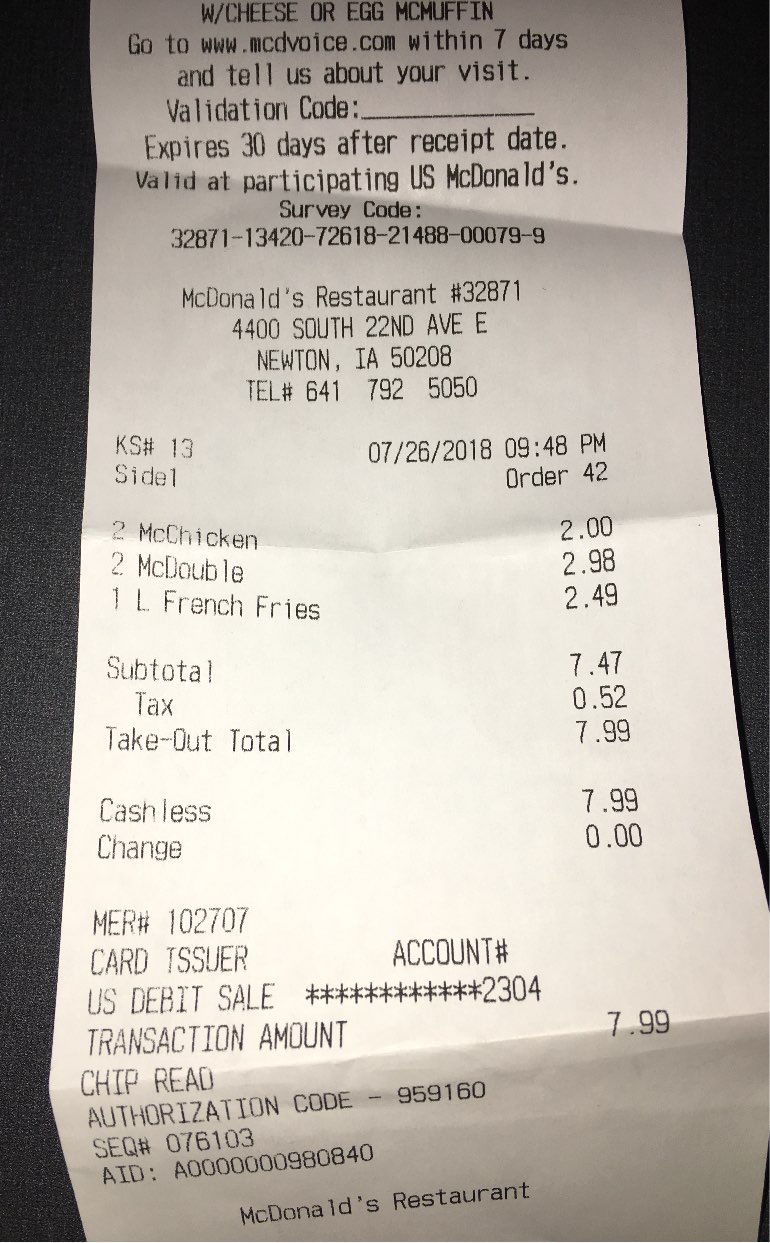 W/CHEESE OR EGG MCMUFFIN
Go to www.mcdvoice.com within 7 days
and tell us about your visit.
Validation Code:____________
Expires 30 days after receipt date.
Valid at participating US McDonald's.
Survey Code:
32871-13420-72618-21488-00079-9
McDonald's Restaurant #32871
4400 SOUTH 22ND AVE E
NEWTON, IA 50208
TEL# 641 792 5050
KS# 13 07/26/2018 09:48 PM
Side1 Order 42
2 McChicken 2.00
2 McDouble 2.98
1 L French Fries 2.49
Subtotal 7.47
Tax 0.52
Take-Out Total 7.99
Cashless 7.99
Change 0.00
MER# 102707
CARD ISSUER ACCOUNT#
US DEBIT SALE ************2304
TRANSACTION AMOUNT 7.99
CHIP READ
AUTHORIZATION CODE - 959160
SEQ# 076103
AID: A0000000980840
McDonald's Restaurant